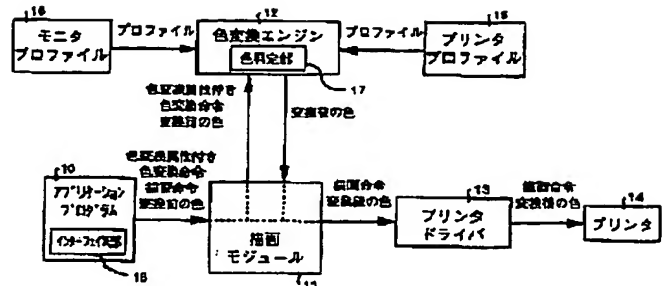 16
モニタ
プロファイル
プロファイル
12
色変換エンジン
色判定部
17
プロファイル
15
プリンタ
プロファイル
色変換属性付き
色変換命令
変換前の色
変換後の色
10
アプリケーション
プログラム
インターフェイス部
18
色変換属性付き
色変換命令
描画命令
変換前の色
描画
モジュール
11
描画命令
変換後の色
13
プリンタ
ドライバ
描画命令
変換後の色
14
プリンタ